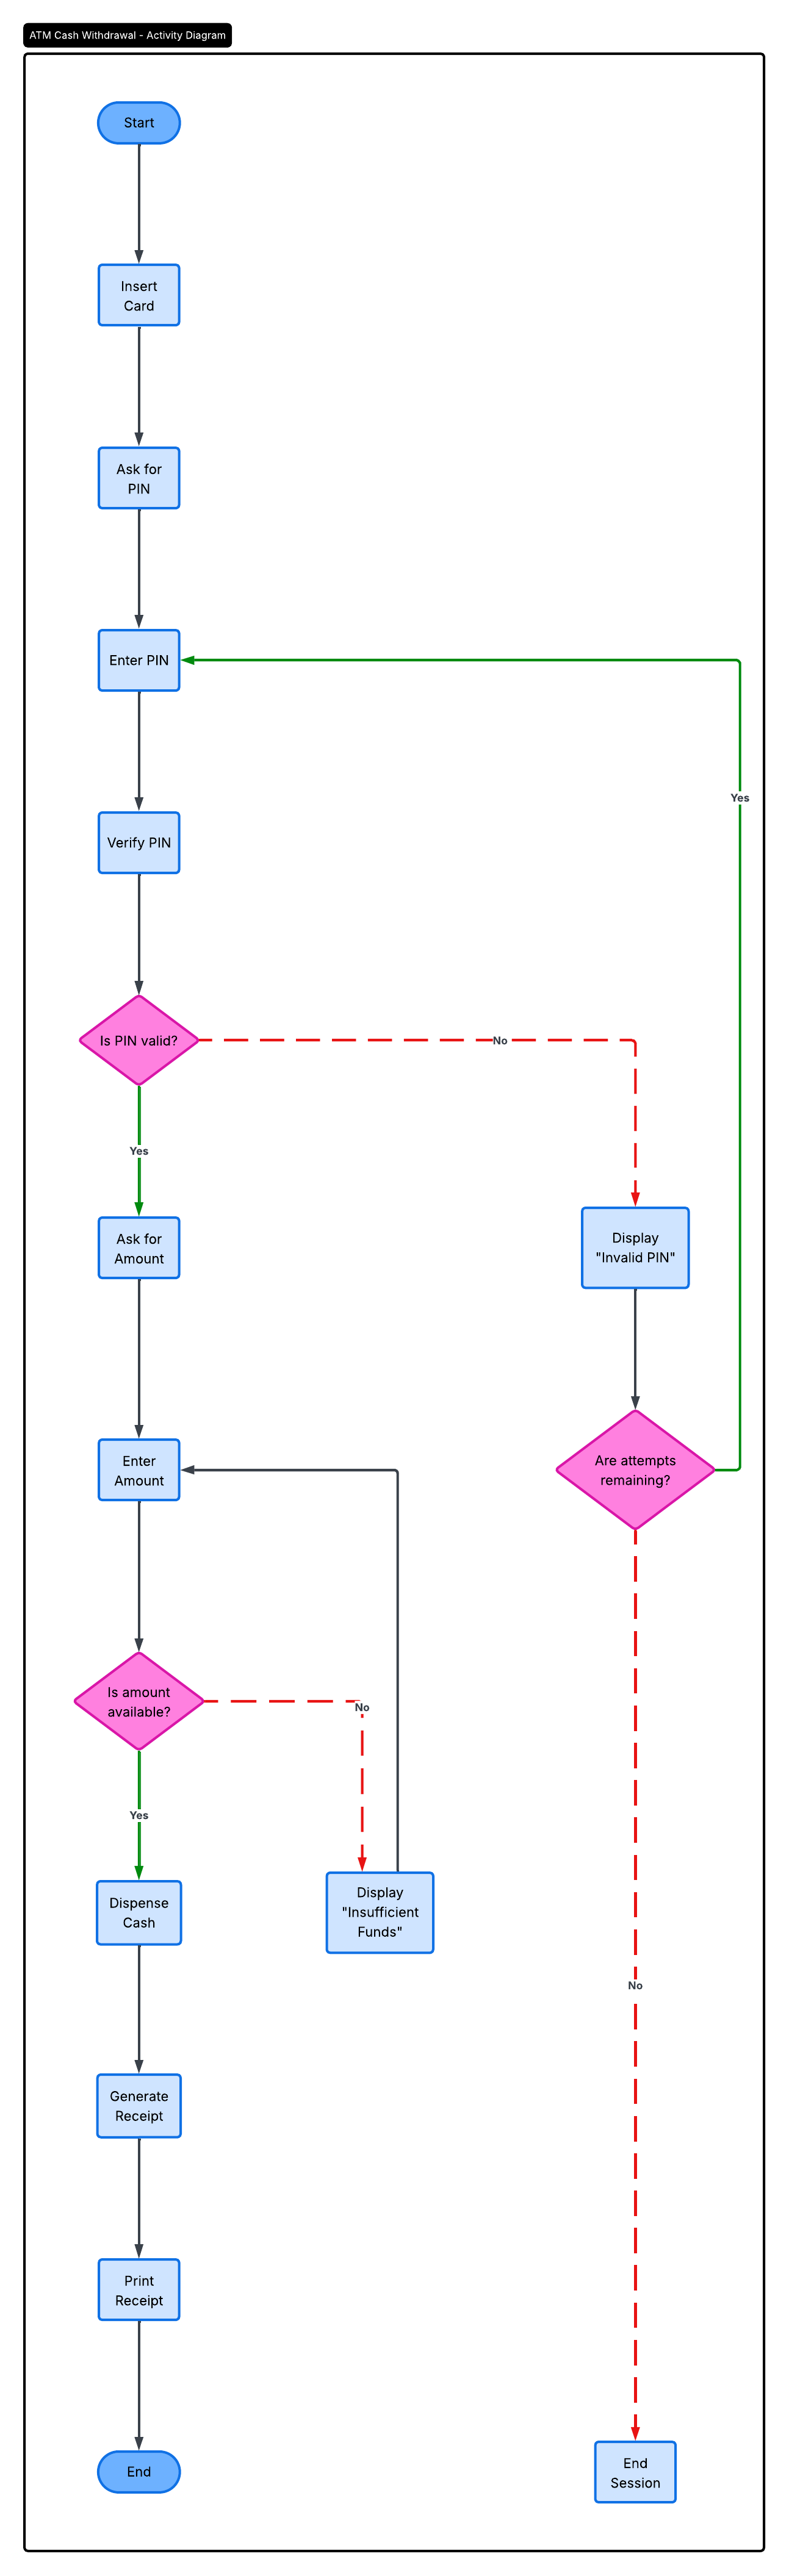 ATM Cash Withdrawal - Activity Diagram
Start
Insert
Card
Ask for
PIN
Enter PIN
Yes
Verify PIN
Is PIN valid?
No
Yes
Ask for
Amount
Display
"Invalid PIN"
Enter
Amount
Are attempts
remaining?
Is amount
available?
No
Yes
Dispense
Cash
Display
"Insufficient
Funds"
No
Generate
Receipt
Print
Receipt
End
End
Session